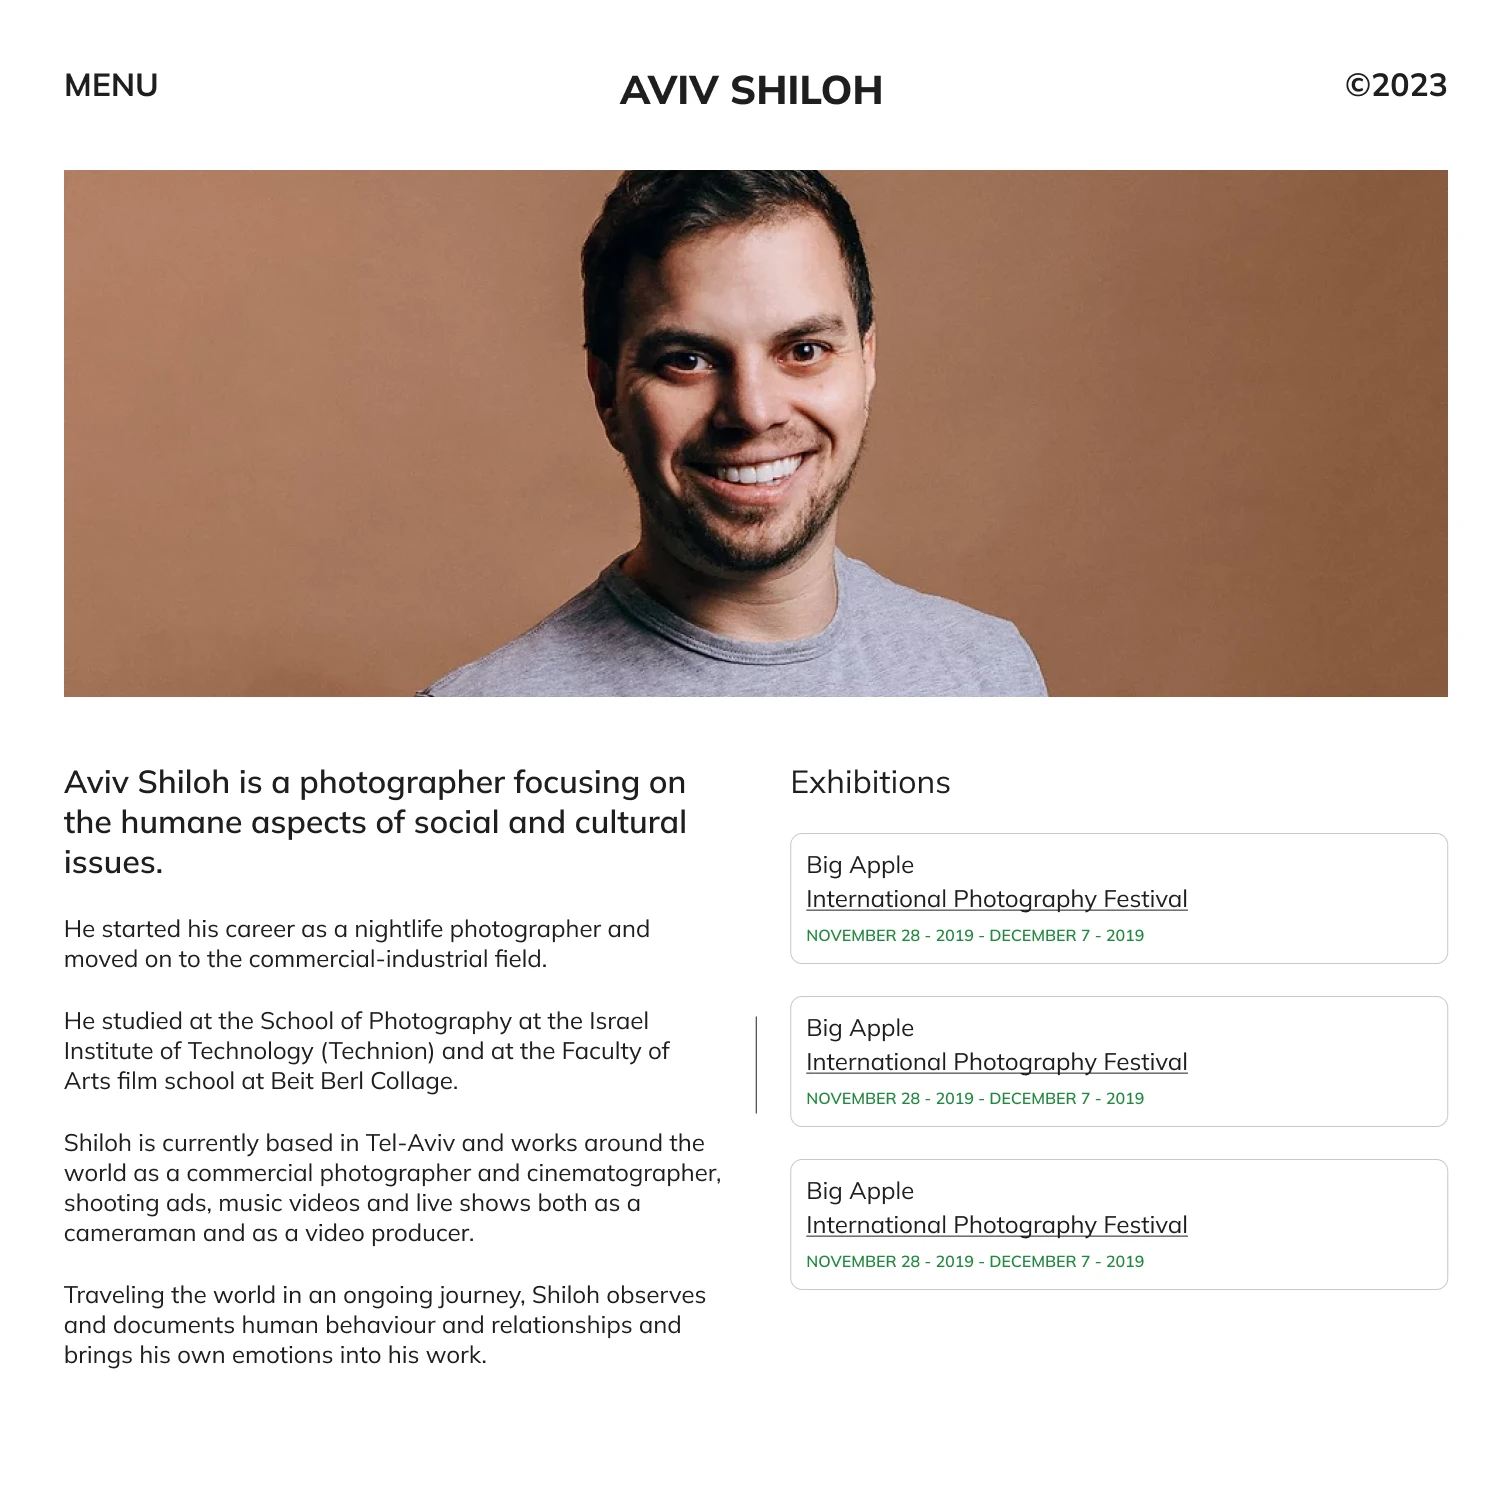 MENU
AVIV SHILOH
©2023
Aviv Shiloh is a photographer focusing on
the humane aspects of social and cultural
issues.
He started his career as a nightlife photographer and
moved on to the commercial-industrial field.
He studied at the School of Photography at the Israel
Institute of Technology (Technion) and at the Faculty of
Arts film school at Beit Berl Collage.
Shiloh is currently based in Tel-Aviv and works around the
world as a commercial photographer and cinematographer,
shooting ads, music videos and live shows both as a
cameraman and as a video producer.
Traveling the world in an ongoing journey, Shiloh observes
and documents human behaviour and relationships and
brings his own emotions into his work.
Exhibitions
Big Apple
International Photography Festival
NOVEMBER 28 - 2019 - DECEMBER 7 - 2019
Big Apple
International Photography Festival
NOVEMBER 28 - 2019 - DECEMBER 7 - 2019
Big Apple
International Photography Festival
NOVEMBER 28 - 2019 - DECEMBER 7 - 2019